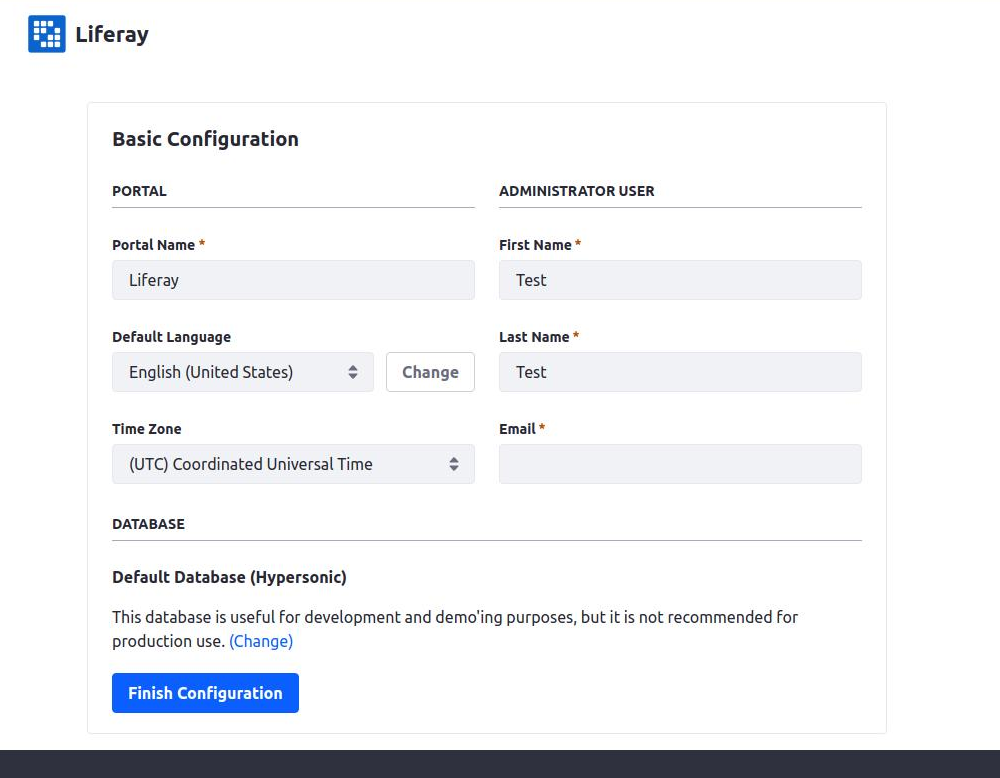 Liferay
Basic Configuration
PORTAL
Portal Name *
Liferay
Default Language
English (United States)
Change
Time Zone
(UTC) Coordinated Universal Time
ADMINISTRATOR USER
First Name *
Test
Last Name *
Test
Email *
DATABASE
Default Database (Hypersonic)
This database is useful for development and demo'ing purposes, but it is not recommended for
production use. (Change)
Finish Configuration